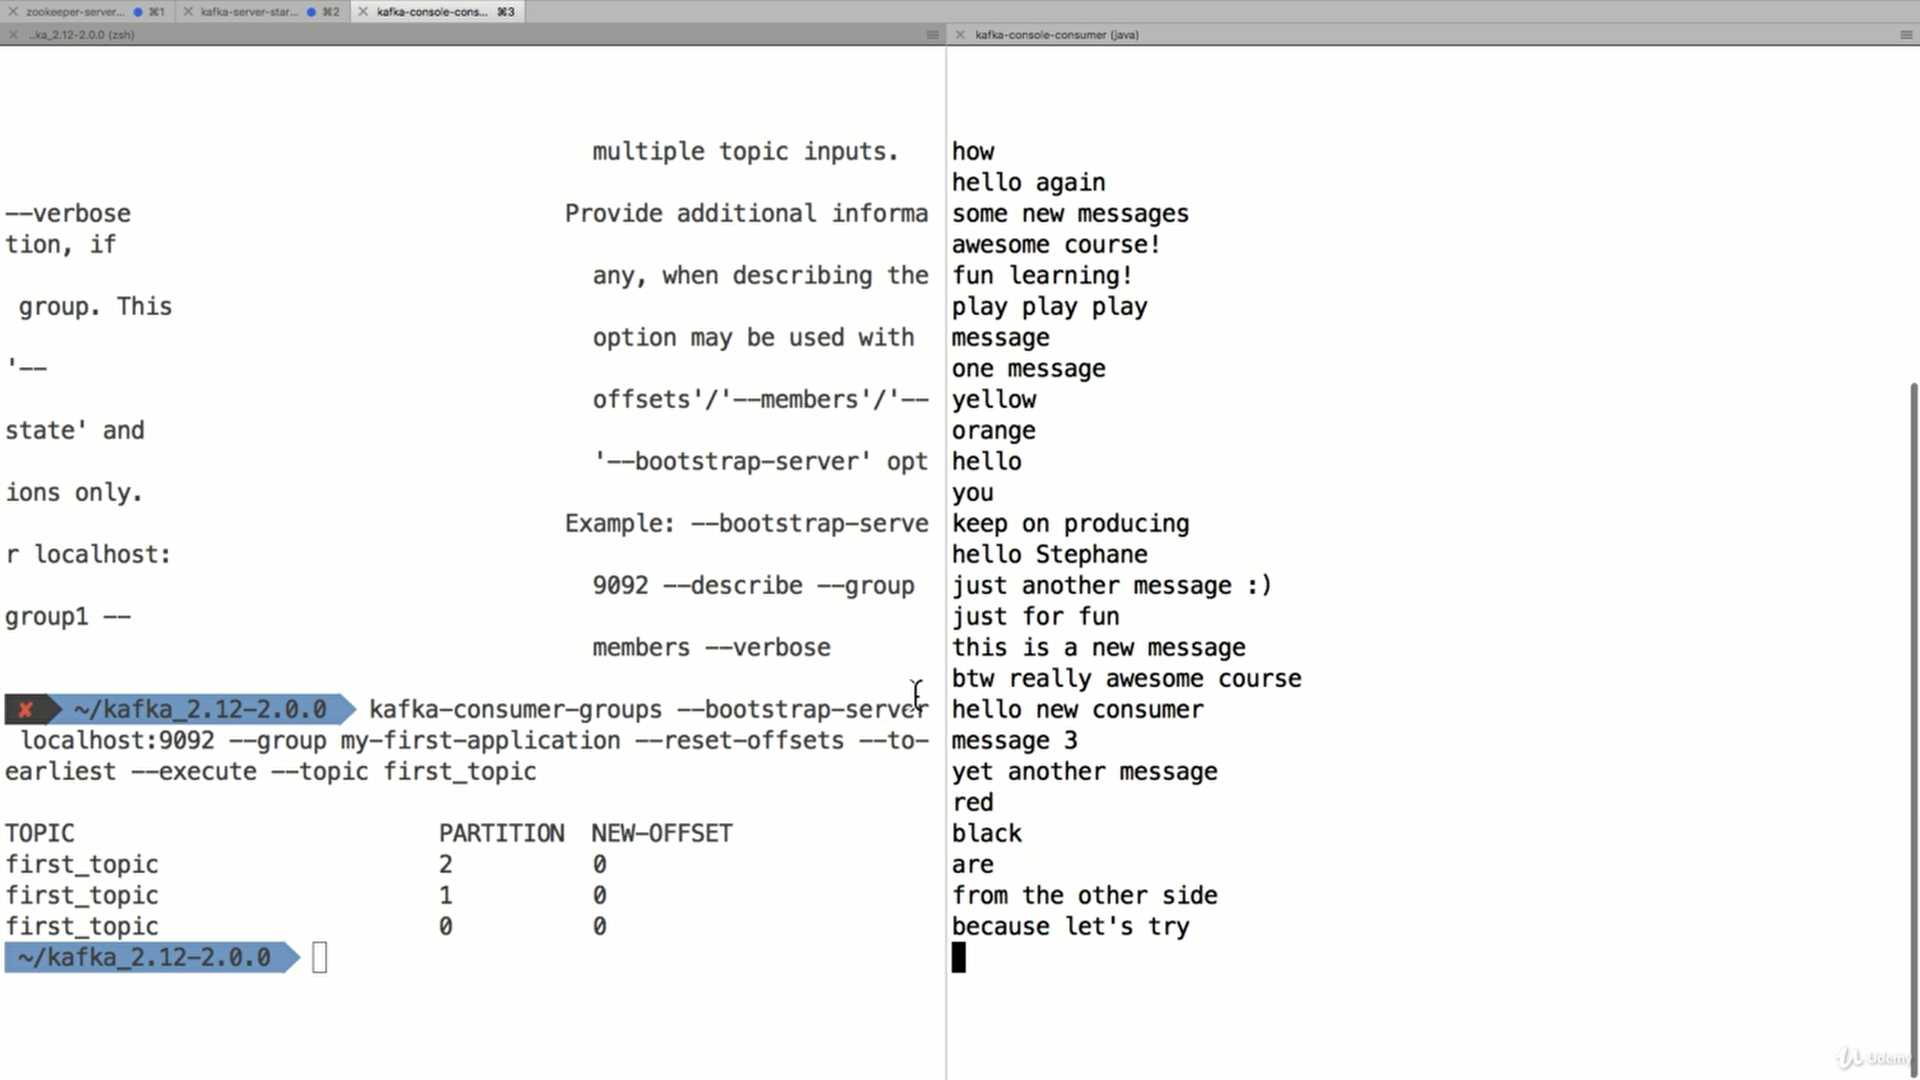 zookeeper-server... ⌘1
kafka-server-star... ⌘2
kafka-console-cons... ⌘3
..ka_2.12-2.0.0 (zsh)
kafka-console-consumer (java)
multiple topic inputs.
--verbose Provide additional informa
tion, if
any, when describing the
group. This
option may be used with
'--
offsets'/'--members'/'--
state' and
'--bootstrap-server' opt
ions only.
Example: --bootstrap-serve
r localhost:
9092 --describe --group
group1 --
members --verbose
✘ ~/kafka_2.12-2.0.0 kafka-consumer-groups --bootstrap-server
localhost:9092 --group my-first-application --reset-offsets --to-
earliest --execute --topic first_topic
TOPIC PARTITION NEW-OFFSET
first_topic 2 0
first_topic 1 0
first_topic 0 0
~/kafka_2.12-2.0.0
how
hello again
some new messages
awesome course!
fun learning!
play play play
message
one message
yellow
orange
hello
you
keep on producing
hello Stephane
just another message :)
just for fun
this is a new message
btw really awesome course
hello new consumer
message 3
yet another message
red
black
are
from the other side
because let's try
Udemy